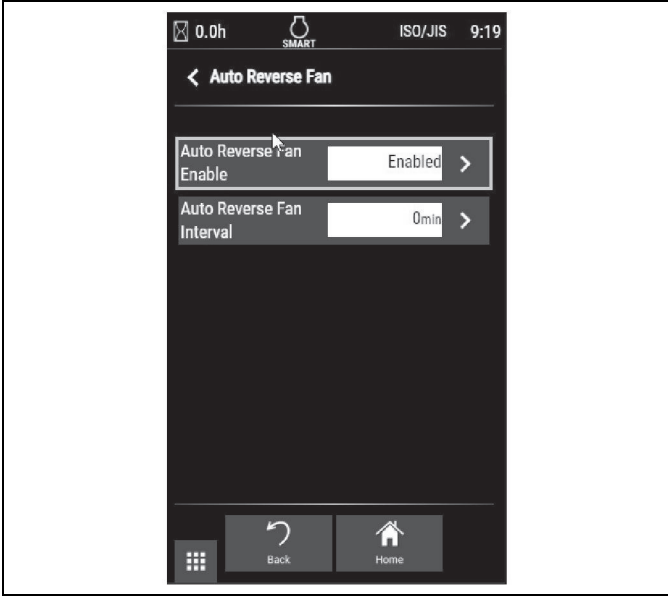 0.0h
SMART
ISO/JIS
9:19
Auto Reverse Fan
Auto Reverse Fan
Enable
Enabled
Auto Reverse Fan
Interval
0min
Back
Home